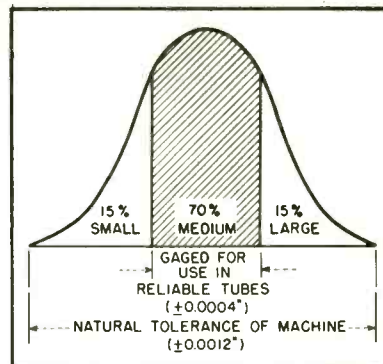 15% 70% 15%
SMALL MEDIUM LARGE
GAGED FOR
USE IN
RELIABLE TUBES
(±0.0004")
NATURAL TOLERANCE OF MACHINE
(±0.0012")